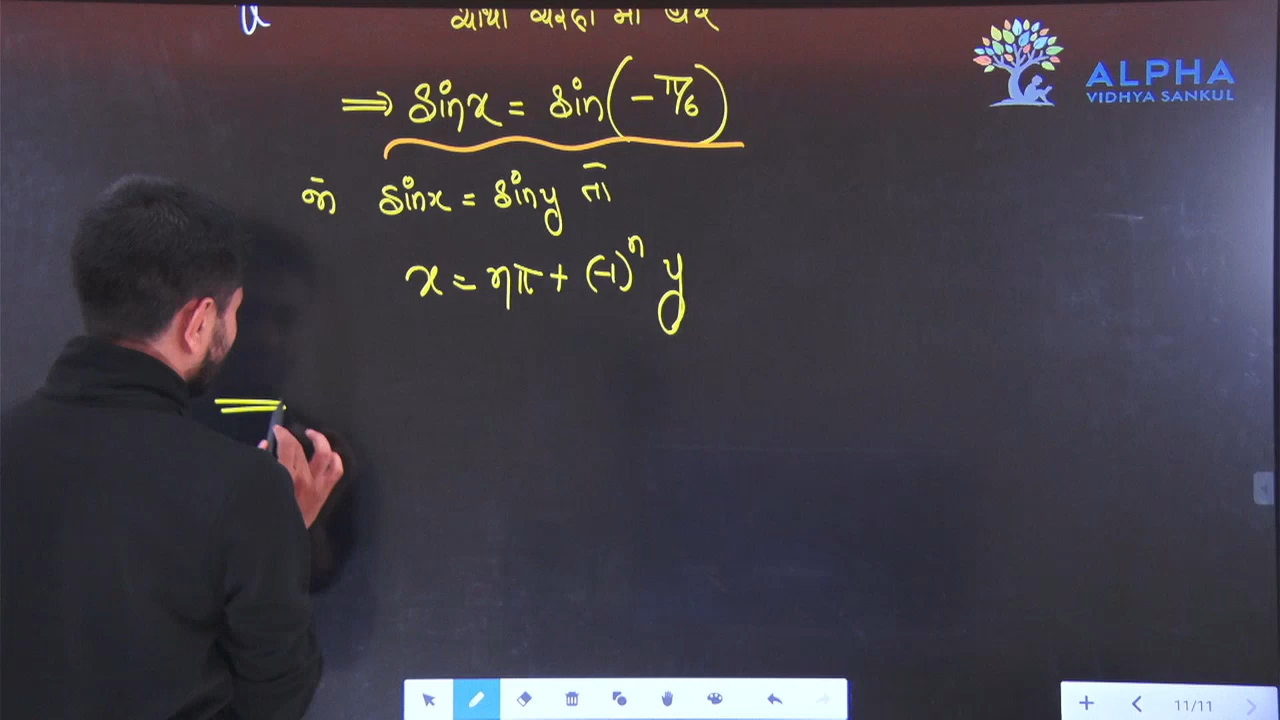 ALPHA
VIDHYA SANKUL
⟹ sinx = sin(-π/6)
sinx = siny તો
x = nπ + (-1)ⁿ y
11/11